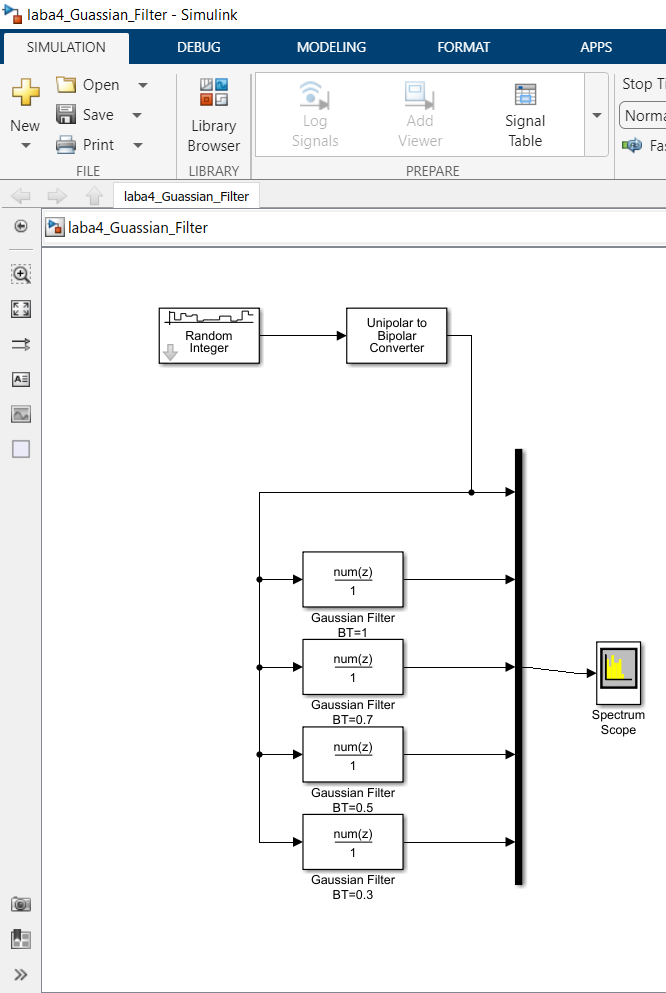 laba4_Guassian_Filter - Simulink
SIMULATION DEBUG MODELING FORMAT APPS
New
Open
Save
Print
FILE
Library
Browser
LIBRARY
Log
Signals
Add
Viewer
Signal
Table
PREPARE
Stop Ti
Norma
Fas
laba4_Guassian_Filter
laba4_Guassian_Filter
Random
Integer
Unipolar to
Bipolar
Converter
num(z)
1
Gaussian Filter
BT=1
num(z)
1
Gaussian Filter
BT=0.7
num(z)
1
Gaussian Filter
BT=0.5
num(z)
1
Gaussian Filter
BT=0.3
Spectrum
Scope